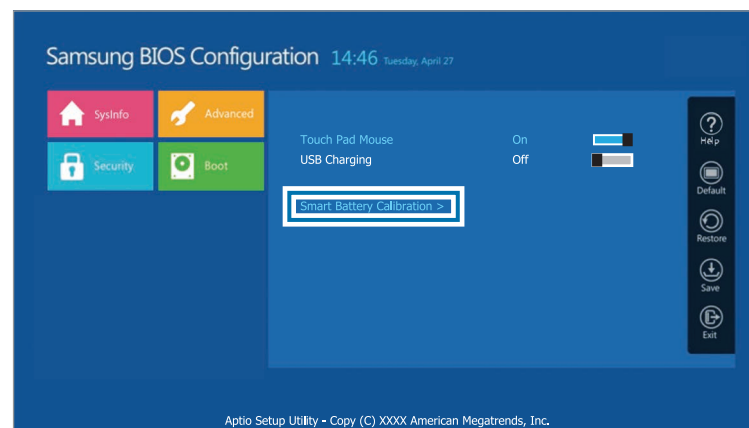 Samsung BIOS Configuration 14:46 Tuesday, April 27
SysInfo
Advanced
Security
Boot
Touch Pad Mouse On
USB Charging Off
Smart Battery Calibration >
Help
Default
Restore
Save
Exit
Aptio Setup Utility - Copy (C) XXXX American Megatrends, Inc.